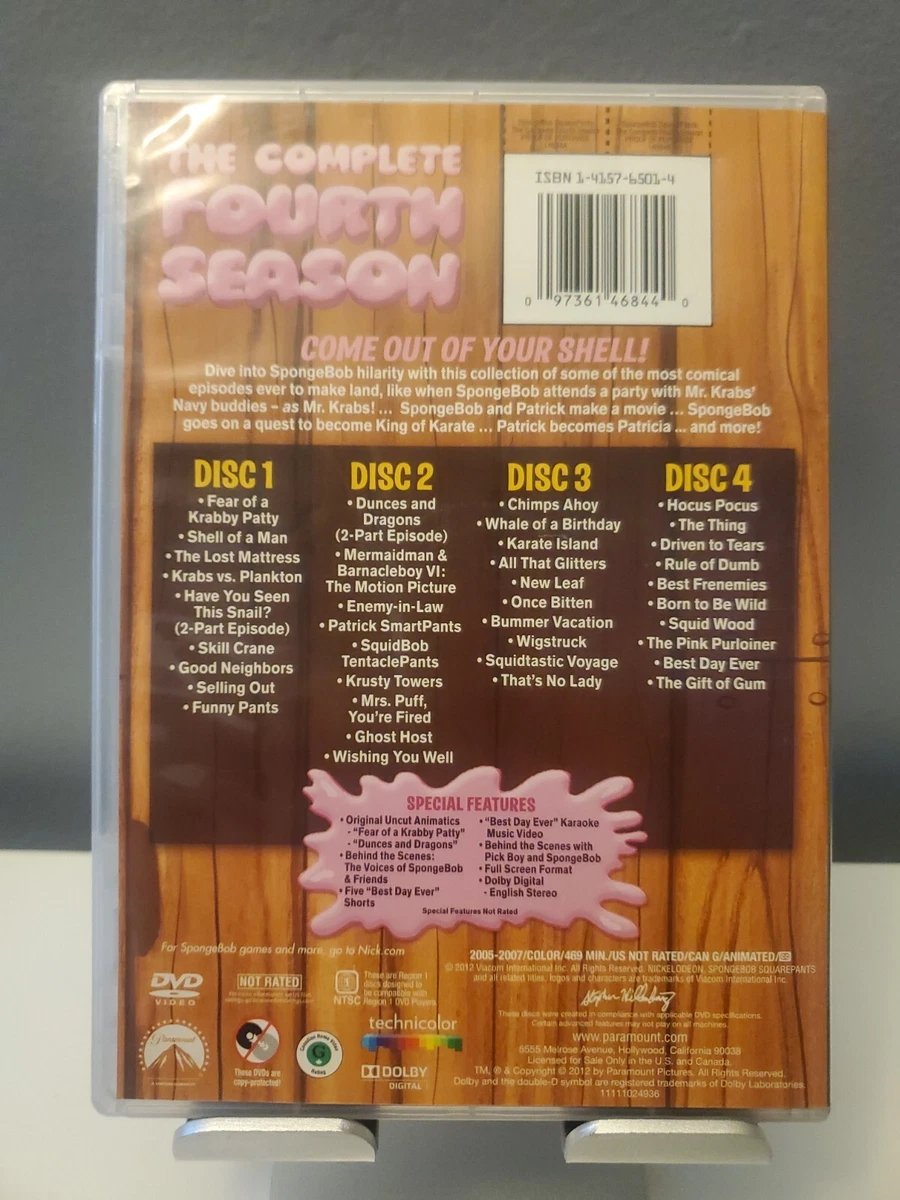 THE COMPLETE
FOURTH
SEASON
ISBN 1-4157-6501-4
0 97361 46844 0
COME OUT OF YOUR SHELL!
Dive into SpongeBob hilarity with this collection of some of the most comical
episodes ever to make land, like when SpongeBob attends a party with Mr. Krabs'
Navy buddies – as Mr. Krabs! ... SpongeBob and Patrick make a movie ... SpongeBob
goes on a quest to become King of Karate ... Patrick becomes Patricia ... and more!
DISC 1
• Fear of a
Krabby Patty
• Shell of a Man
• The Lost Mattress
• Krabs vs. Plankton
• Have You Seen
This Snail?
(2-Part Episode)
• Skill Crane
• Good Neighbors
• Selling Out
• Funny Pants
DISC 2
• Dunces and
Dragons
(2-Part Episode)
• Mermaidman &
Barnacleboy VI:
The Motion Picture
• Enemy-in-Law
• Patrick SmartPants
• SquidBob
TentaclePants
• Krusty Towers
• Mrs. Puff,
You're Fired
• Ghost Host
• Wishing You Well
DISC 3
• Chimps Ahoy
• Whale of a Birthday
• Karate Island
• All That Glitters
• New Leaf
• Once Bitten
• Bummer Vacation
• Wigstruck
• Squidtastic Voyage
• That's No Lady
DISC 4
• Hocus Pocus
• The Thing
• Driven to Tears
• Rule of Dumb
• Best Frenemies
• Born to Be Wild
• Squid Wood
• The Pink Purloiner
• Best Day Ever
• The Gift of Gum
SPECIAL FEATURES
• Original Uncut Animatics
- "Fear of a Krabby Patty"
- "Dunces and Dragons"
• Behind the Scenes:
The Voices of SpongeBob
& Friends
• Five "Best Day Ever"
Shorts
• "Best Day Ever" Karaoke
Music Video
• Behind the Scenes with
Pick Boy and SpongeBob
• Full Screen Format
• Dolby Digital
- English Stereo
Special Features Not Rated
For SpongeBob games and more, go to Nick.com
2005-2007/COLOR/469 MIN./US NOT RATED/CAN G/ANIMATED/
© 2012 Viacom International Inc. All Rights Reserved. NICKELODEON, SPONGEBOB SQUAREPANTS
and all related titles, logos and characters are trademarks of Viacom International Inc.
DVD
VIDEO
NOT RATED
1
NTSC
These are Region 1
discs designed to
be compatible with
Region 1 DVD Players.
Stephen Hillenburg
These discs were created in compliance with applicable DVD specifications.
Certain advanced features may not play on all machines.
Paramount
These DVDs are
copy-protected!
Canadian Home Video
G
Rating
technicolor
DOLBY
DIGITAL
www.paramount.com
5555 Melrose Avenue, Hollywood, California 90038
Licensed for Sale Only in the U.S. and Canada.
TM, ® & Copyright © 2012 by Paramount Pictures. All Rights Reserved.
Dolby and the double-D symbol are registered trademarks of Dolby Laboratories.
11111024936